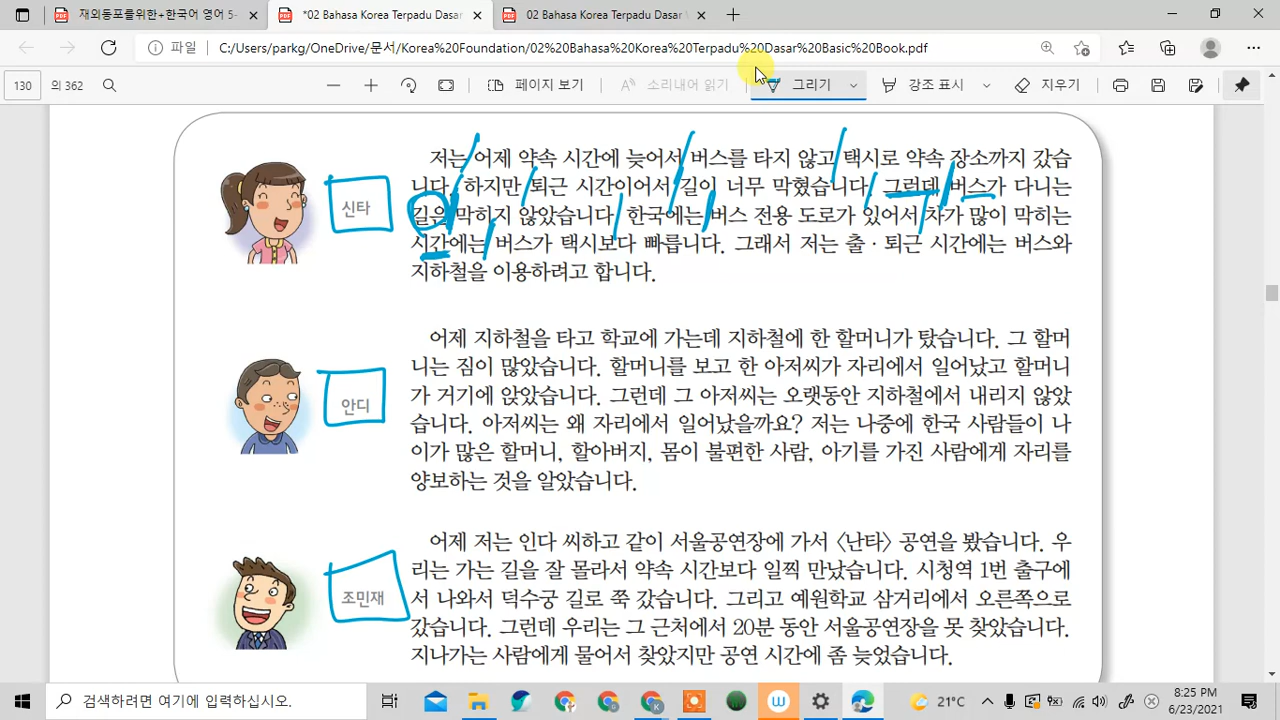 재외동포를위한+한국어 영어 5-
*02 Bahasa Korea Terpadu Dasar
02 Bahasa Korea Terpadu Dasar
파일
C:/Users/parkg/OneDrive/문서/Korea%20Foundation/02%20Bahasa%20Korea%20Terpadu%20Dasar%20Basic%20Book.pdf
130 의 362
페이지 보기
소리내어 읽기
그리기
강조 표시
지우기
신타
저는 어제 약속 시간에 늦어서 버스를 타지 않고 택시로 약속 장소까지 갔습
니다. 하지만 퇴근 시간이어서 길이 너무 막혔습니다. 그런데 버스가 다니는
길은 막히지 않았습니다. 한국에는 버스 전용 도로가 있어서 차가 많이 막히는
시간에는 버스가 택시보다 빠릅니다. 그래서 저는 출·퇴근 시간에는 버스와
지하철을 이용하려고 합니다.
안디
어제 지하철을 타고 학교에 가는데 지하철에 한 할머니가 탔습니다. 그 할머
니는 짐이 많았습니다. 할머니를 보고 한 아저씨가 자리에서 일어났고 할머니
가 거기에 앉았습니다. 그런데 그 아저씨는 오랫동안 지하철에서 내리지 않았
습니다. 아저씨는 왜 자리에서 일어났을까요? 저는 나중에 한국 사람들이 나
이가 많은 할머니, 할아버지, 몸이 불편한 사람, 아기를 가진 사람에게 자리를
양보하는 것을 알았습니다.
조민재
어제 저는 인다 씨하고 같이 서울공연장에 가서 〈난타〉 공연을 봤습니다. 우
리는 가는 길을 잘 몰라서 약속 시간보다 일찍 만났습니다. 시청역 1번 출구에
서 나와서 덕수궁 길로 쭉 갔습니다. 그리고 예원학교 삼거리에서 오른쪽으로
갔습니다. 그런데 우리는 그 근처에서 20분 동안 서울공연장을 못 찾았습니다.
지나가는 사람에게 물어서 찾았지만 공연 시간에 좀 늦었습니다.
검색하려면 여기에 입력하십시오.
21°C
8:25 PM
6/23/2021